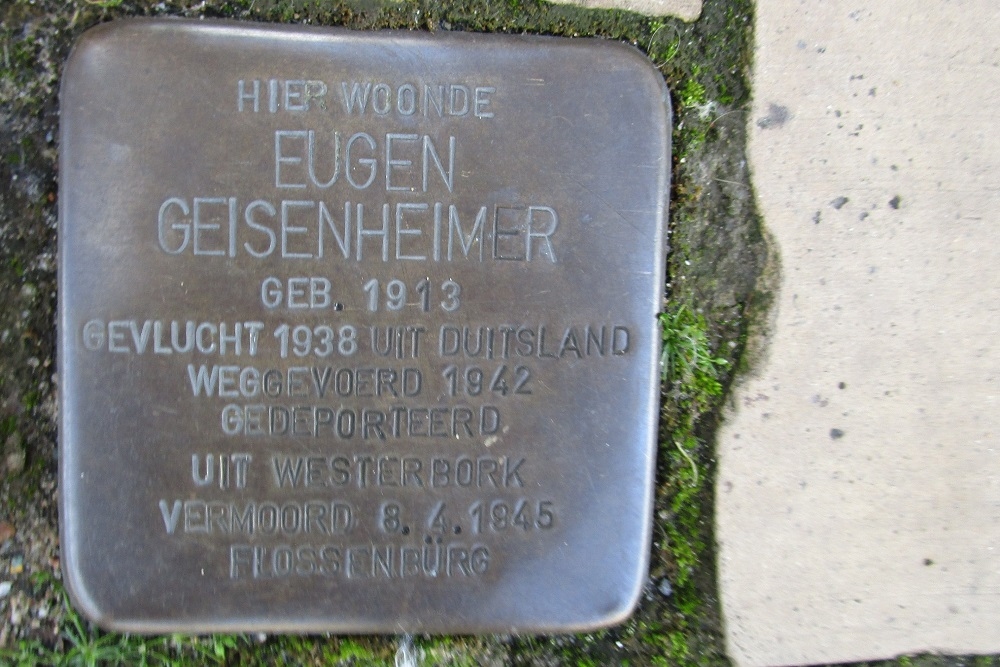 HIER WOONDE
EUGEN
GEISENHEIMER
GEB. 1913
GEVLUCHT 1938 UIT DUITSLAND
WEGGEVOERD 1942
GEDEPORTEERD
UIT WESTERBORK
VERMOORD 8.4.1945
FLOSSENBÜRG